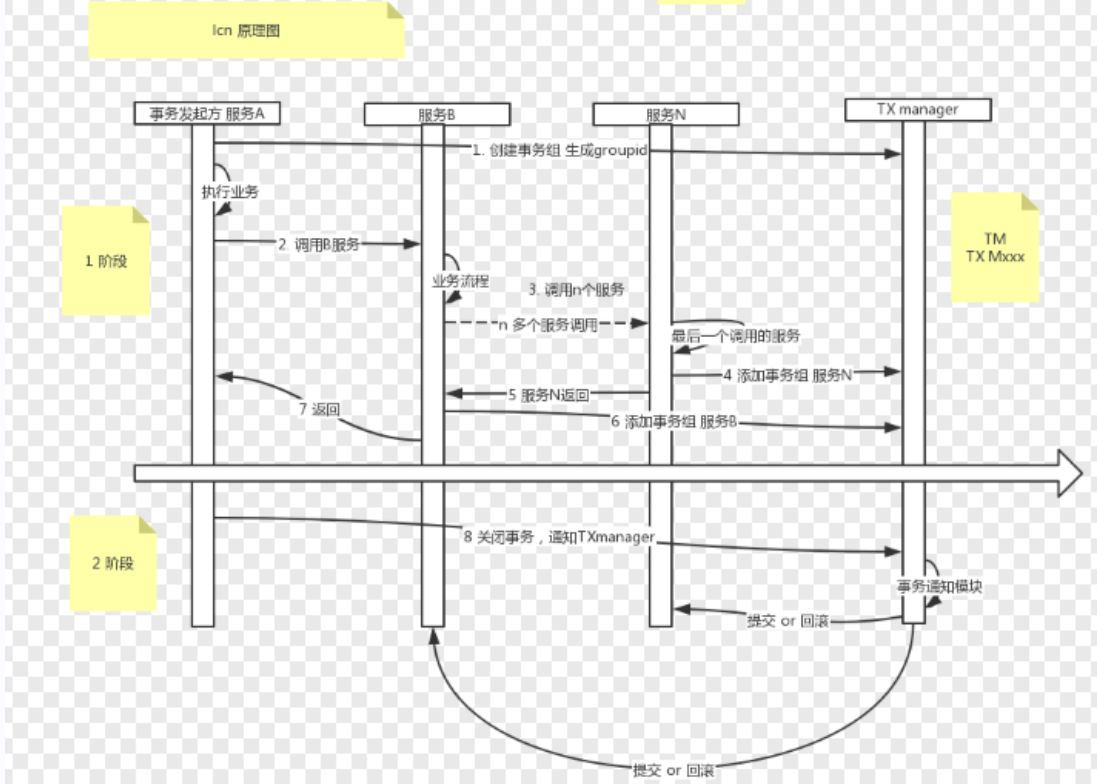 lcn 原理图
事务发起方 服务A
服务B
服务N
TX manager
1. 创建事务组 生成groupid
执行业务
1 阶段
TM
TX Mxxx
2. 调用B服务
业务流程
3. 调用n个服务
n 多个服务调用
最后一个调用的服务
4 添加事务组 服务N
5 服务N返回
7 返回
6 添加事务组 服务B
2 阶段
8 关闭事务，通知TXmanager
事务通知模块
提交 or 回滚
提交 or 回滚